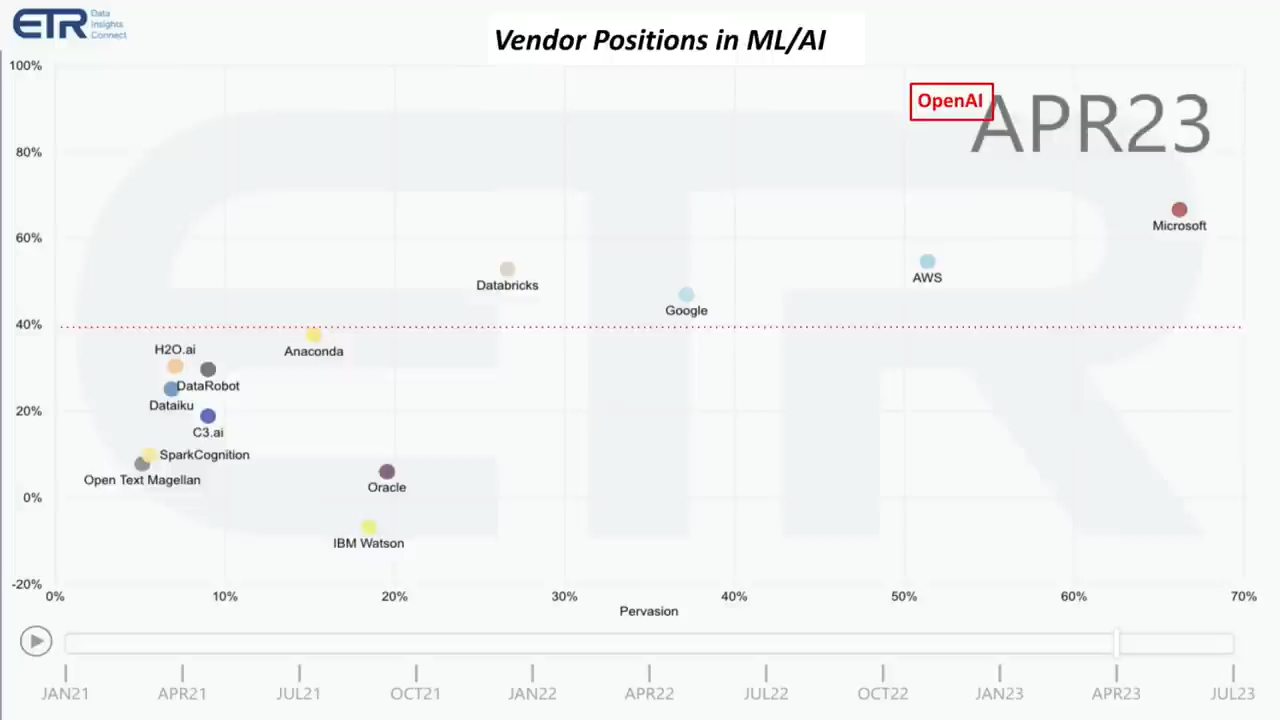 ETR
Data
Insights
Connect
Vendor Positions in ML/AI
100%
OpenAI
APR23
80%
Microsoft
60%
AWS
Databricks
Google
40%
H2O.ai
Anaconda
DataRobot
Dataiku
20%
C3.ai
SparkCognition
Open Text Magellan
Oracle
0%
IBM Watson
-20%
0% 10% 20% 30% 40% 50% 60% 70%
Pervasion
JAN21 APR21 JUL21 OCT21 JAN22 APR22 JUL22 OCT22 JAN23 APR23 JUL23
ETR